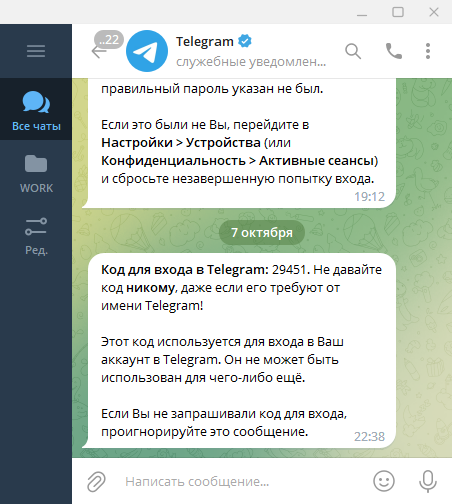 ..22
Telegram
служебные уведомлен...
Все чаты
WORK
Ред.
правильный пароль указан не был.
Если это были не Вы, перейдите в
Настройки > Устройства (или
Конфиденциальность > Активные сеансы)
и сбросьте незавершенную попытку входа.
19:12
7 октября
Код для входа в Telegram: 29451. Не давайте
код никому, даже если его требуют от
имени Telegram!
Этот код используется для входа в Ваш
аккаунт в Telegram. Он не может быть
использован для чего-либо ещё.
Если Вы не запрашивали код для входа,
проигнорируйте это сообщение.
22:38
Написать сообщение...